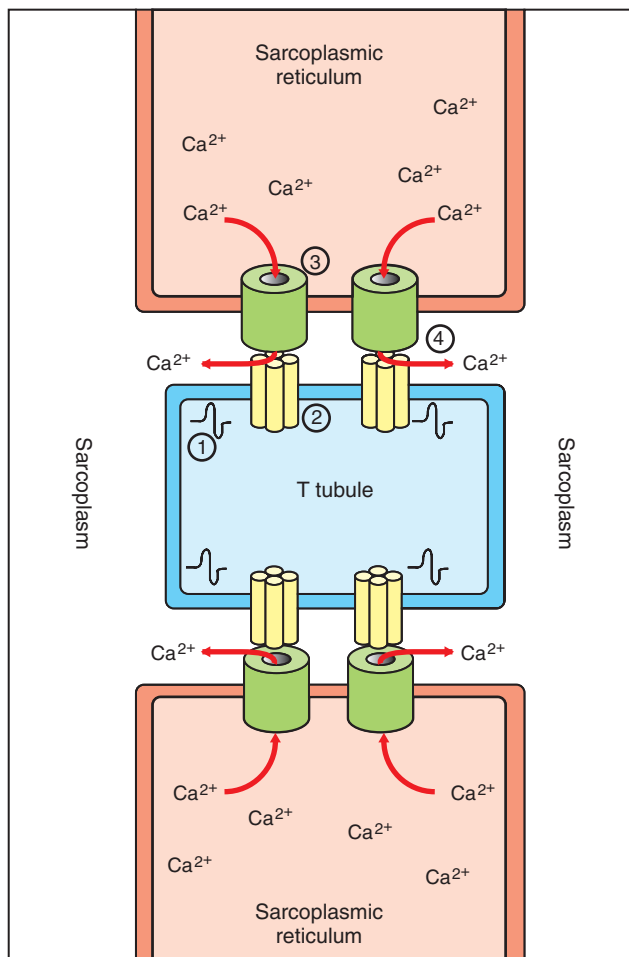 Sarcoplasmic
reticulum
Ca2+
Ca2+
Ca2+
Ca2+
Ca2+
Ca2+
3
4
Ca2+
Ca2+
2
1
T tubule
Sarcoplasm
Sarcoplasm
Ca2+
Ca2+
Ca2+
Ca2+
Ca2+
Ca2+
Ca2+
Ca2+
Sarcoplasmic
reticulum